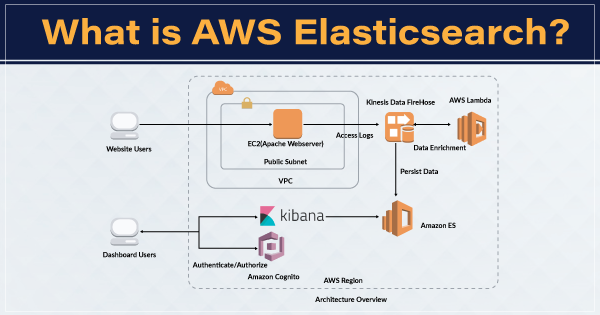 What is AWS Elasticsearch?
VPC
Kinesis Data FireHose
AWS Lambda
Website Users
EC2(Apache Webserver)
Access Logs
Data Enrichment
Public Subnet
VPC
Persist Data
kibana
Amazon ES
Dashboard Users
Authenticate/Authorize
Amazon Cognito
AWS Region
Architecture Overview